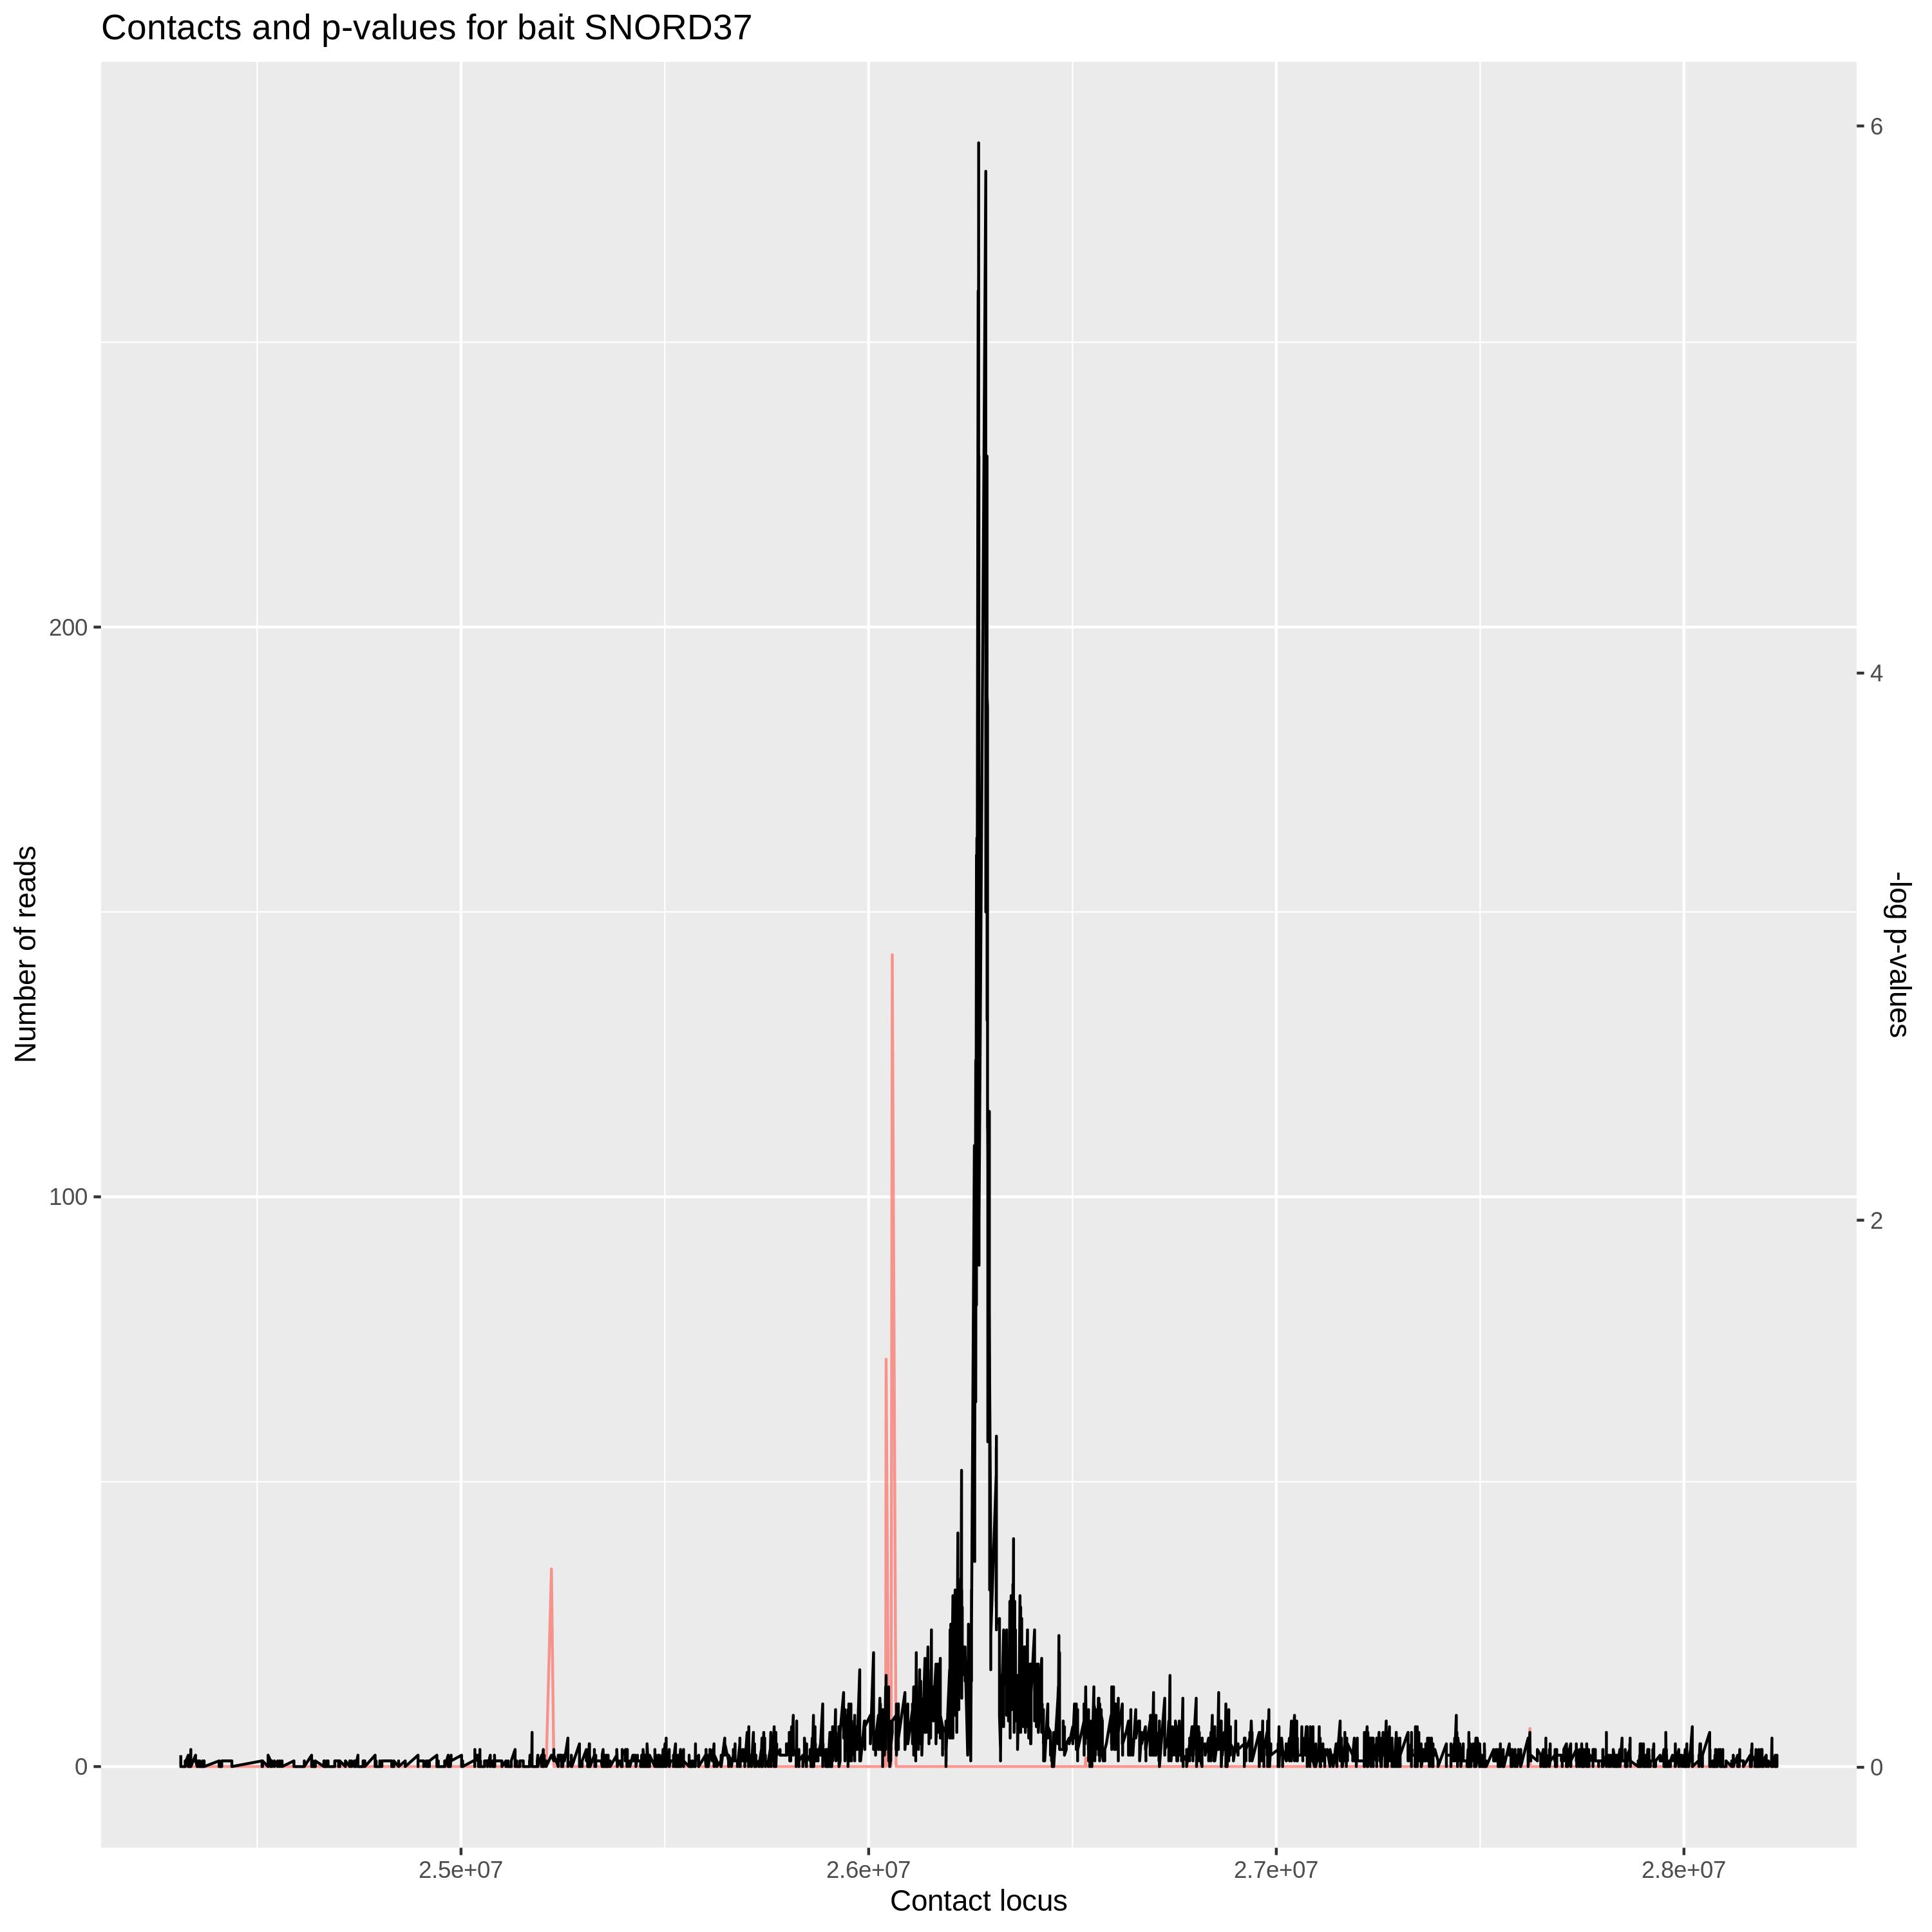 Contacts and p-values for bait SNORD37
6
200
4
Number of reads
-log p-values
100
2
0
0
2.5e+07
2.6e+07
2.7e+07
2.8e+07
Contact locus